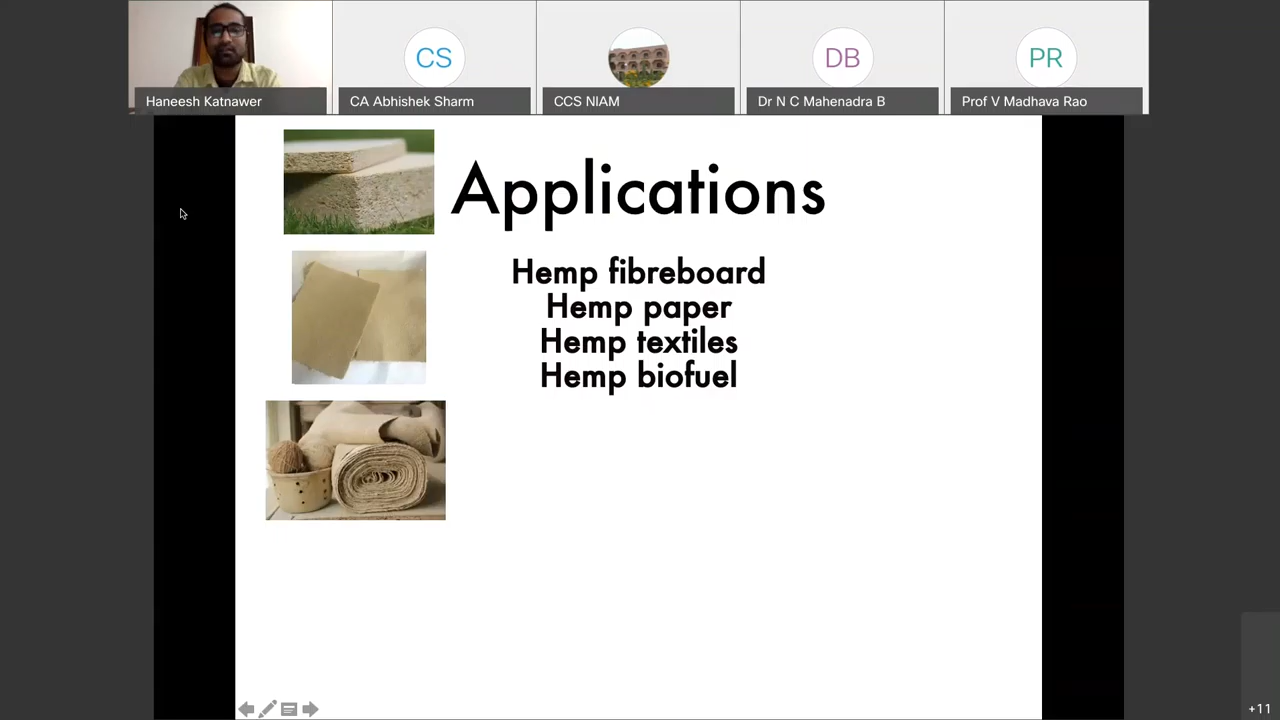 CS
DB
PR
Haneesh Katnawer
CA Abhishek Sharm
CCS NIAM
Dr N C Mahenadra B
Prof V Madhava Rao
Applications
Hemp fibreboard
Hemp paper
Hemp textiles
Hemp biofuel
+11